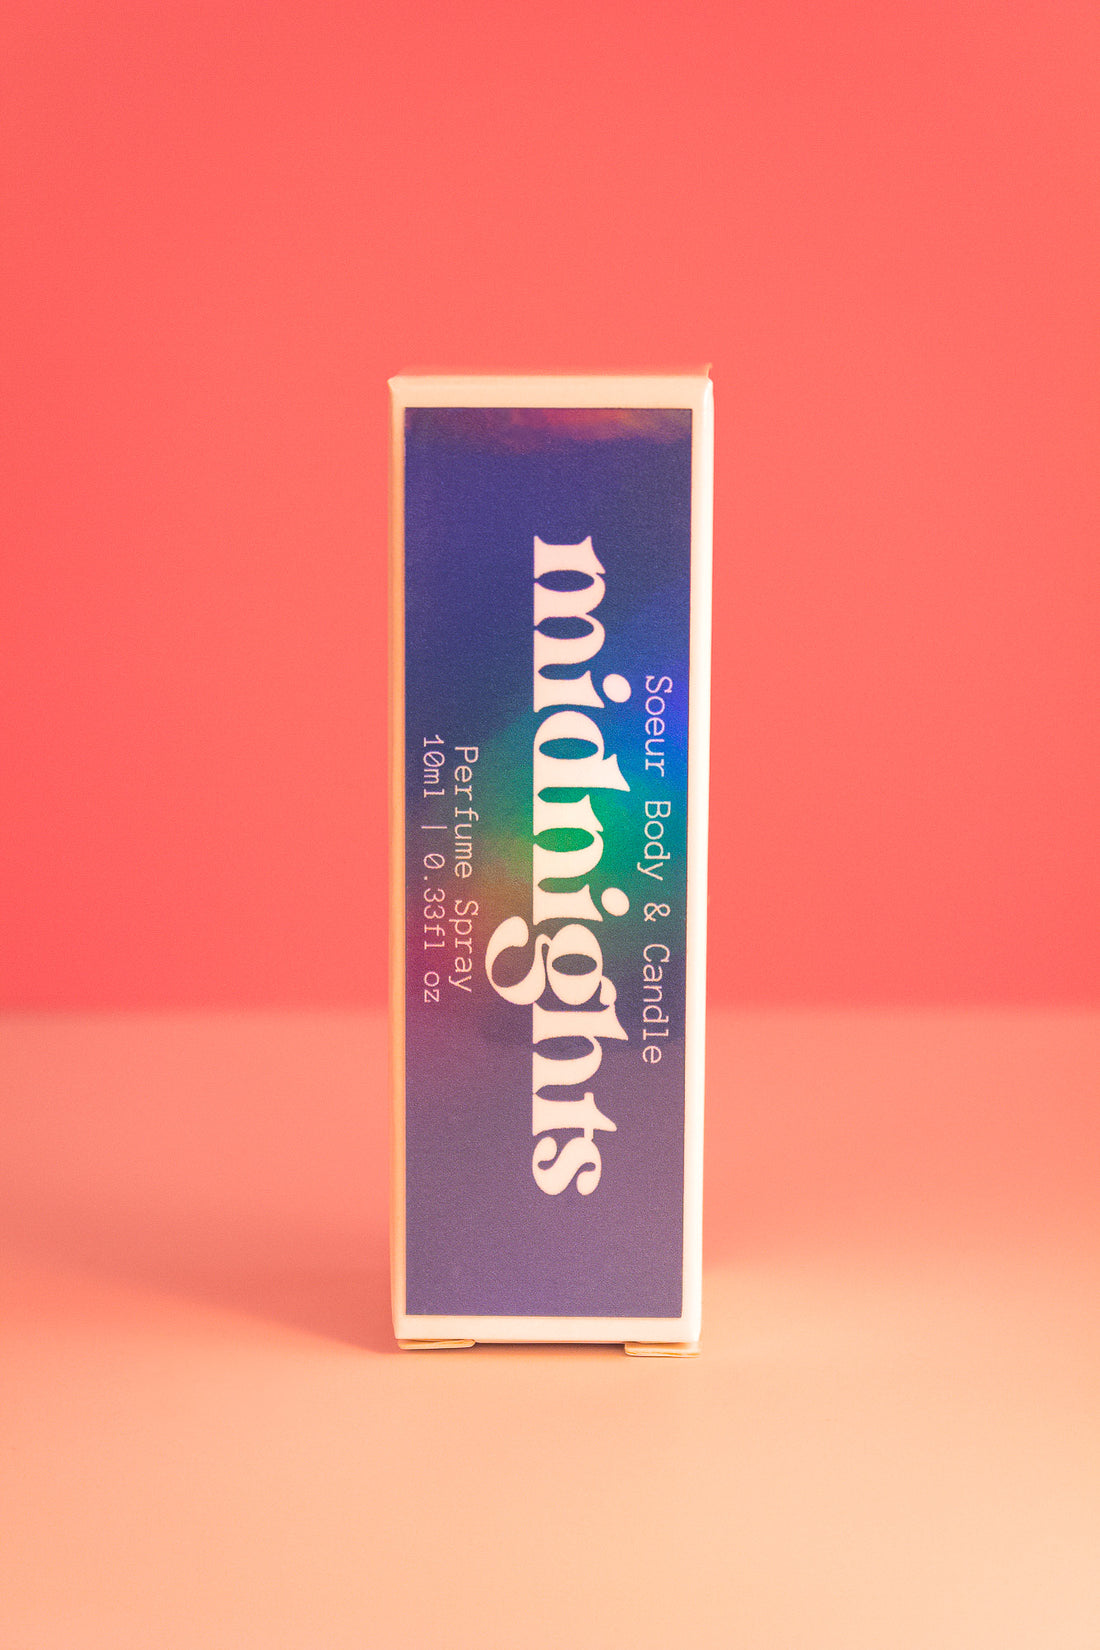 Soeur Body & Candle
midnights
Perfume Spray
10ml | 0.33fl oz